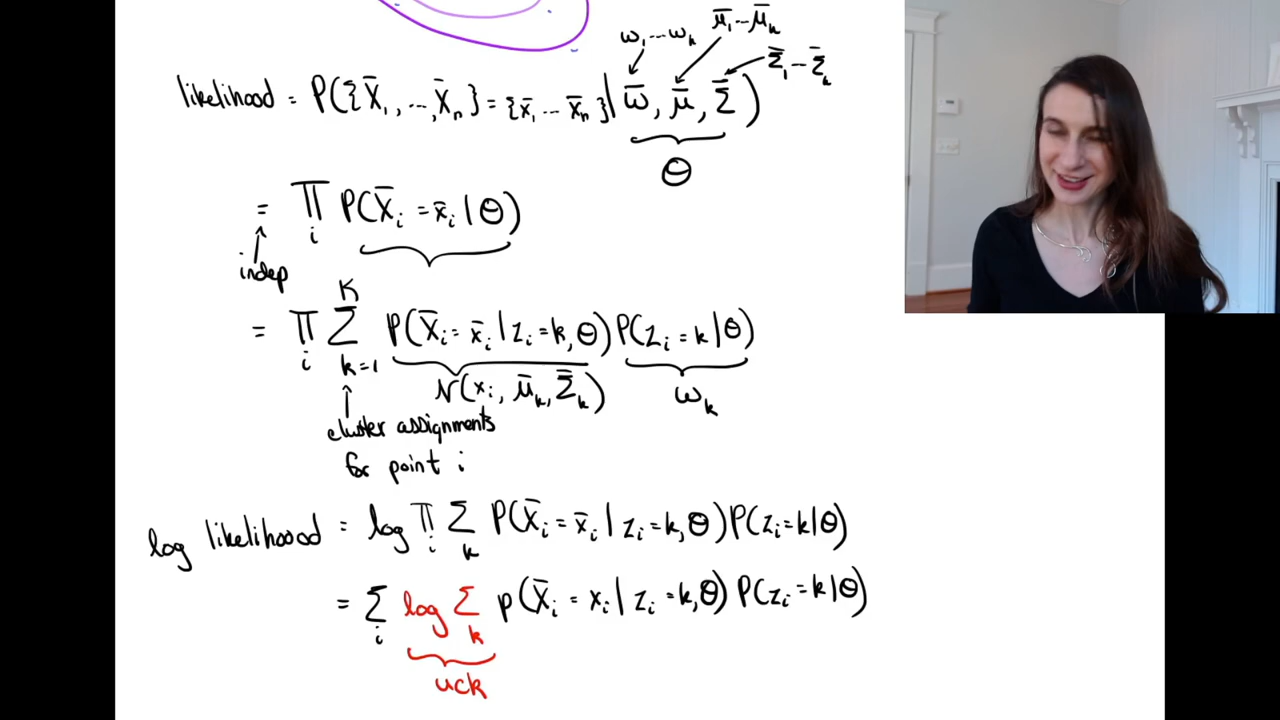 ω₁ ... ωₖ μ̄₁ -- μ̄ₖ
Σ̄₁ - Σ̄ₖ
likelihood = P({X̄₁, ..., X̄ₙ} = {x̄₁ ... x̄ₙ} | ω̄, μ̄, Σ̄)
Θ
= ∏ᵢ P(X̄ᵢ = x̄ᵢ | Θ)
indep
= ∏ᵢ Σₖ₌₁ᴷ P(X̄ᵢ = x̄ᵢ | zᵢ = k, Θ) P(zᵢ = k | Θ)
N(xᵢ, μ̄ₖ, Σ̿ₖ) ωₖ
cluster assignments
for point i
log likelihoood = log ∏ᵢ Σₖ P(X̄ᵢ = x̄ᵢ | zᵢ = k, Θ) P(zᵢ = k | Θ)
= Σᵢ log Σₖ p(X̄ᵢ = xᵢ | zᵢ = k, Θ) P(zᵢ = k | Θ)
uck